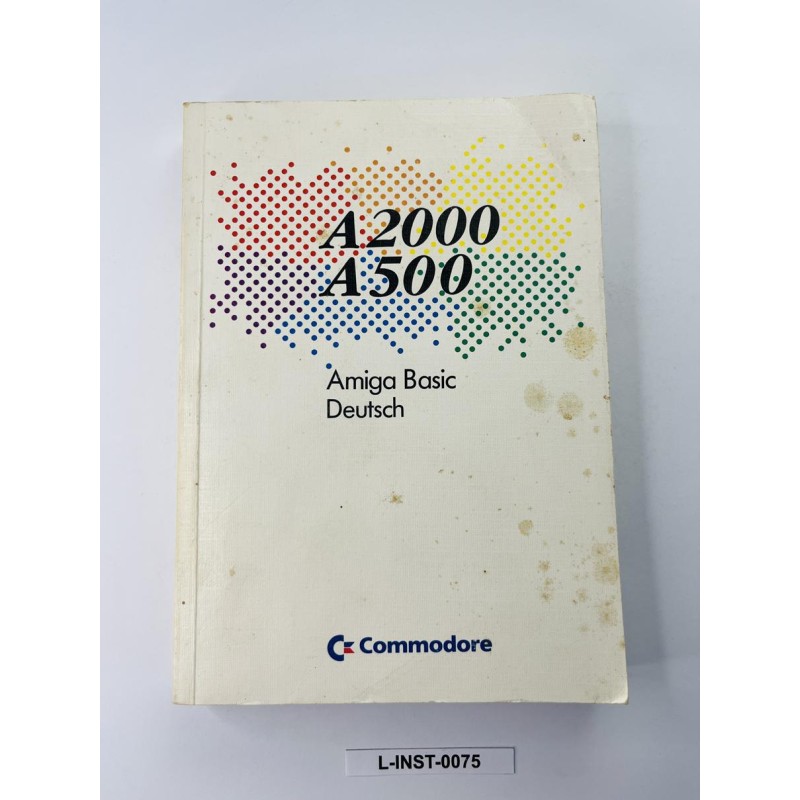 A2000
A500
Amiga Basic
Deutsch
Commodore
L-INST-0075